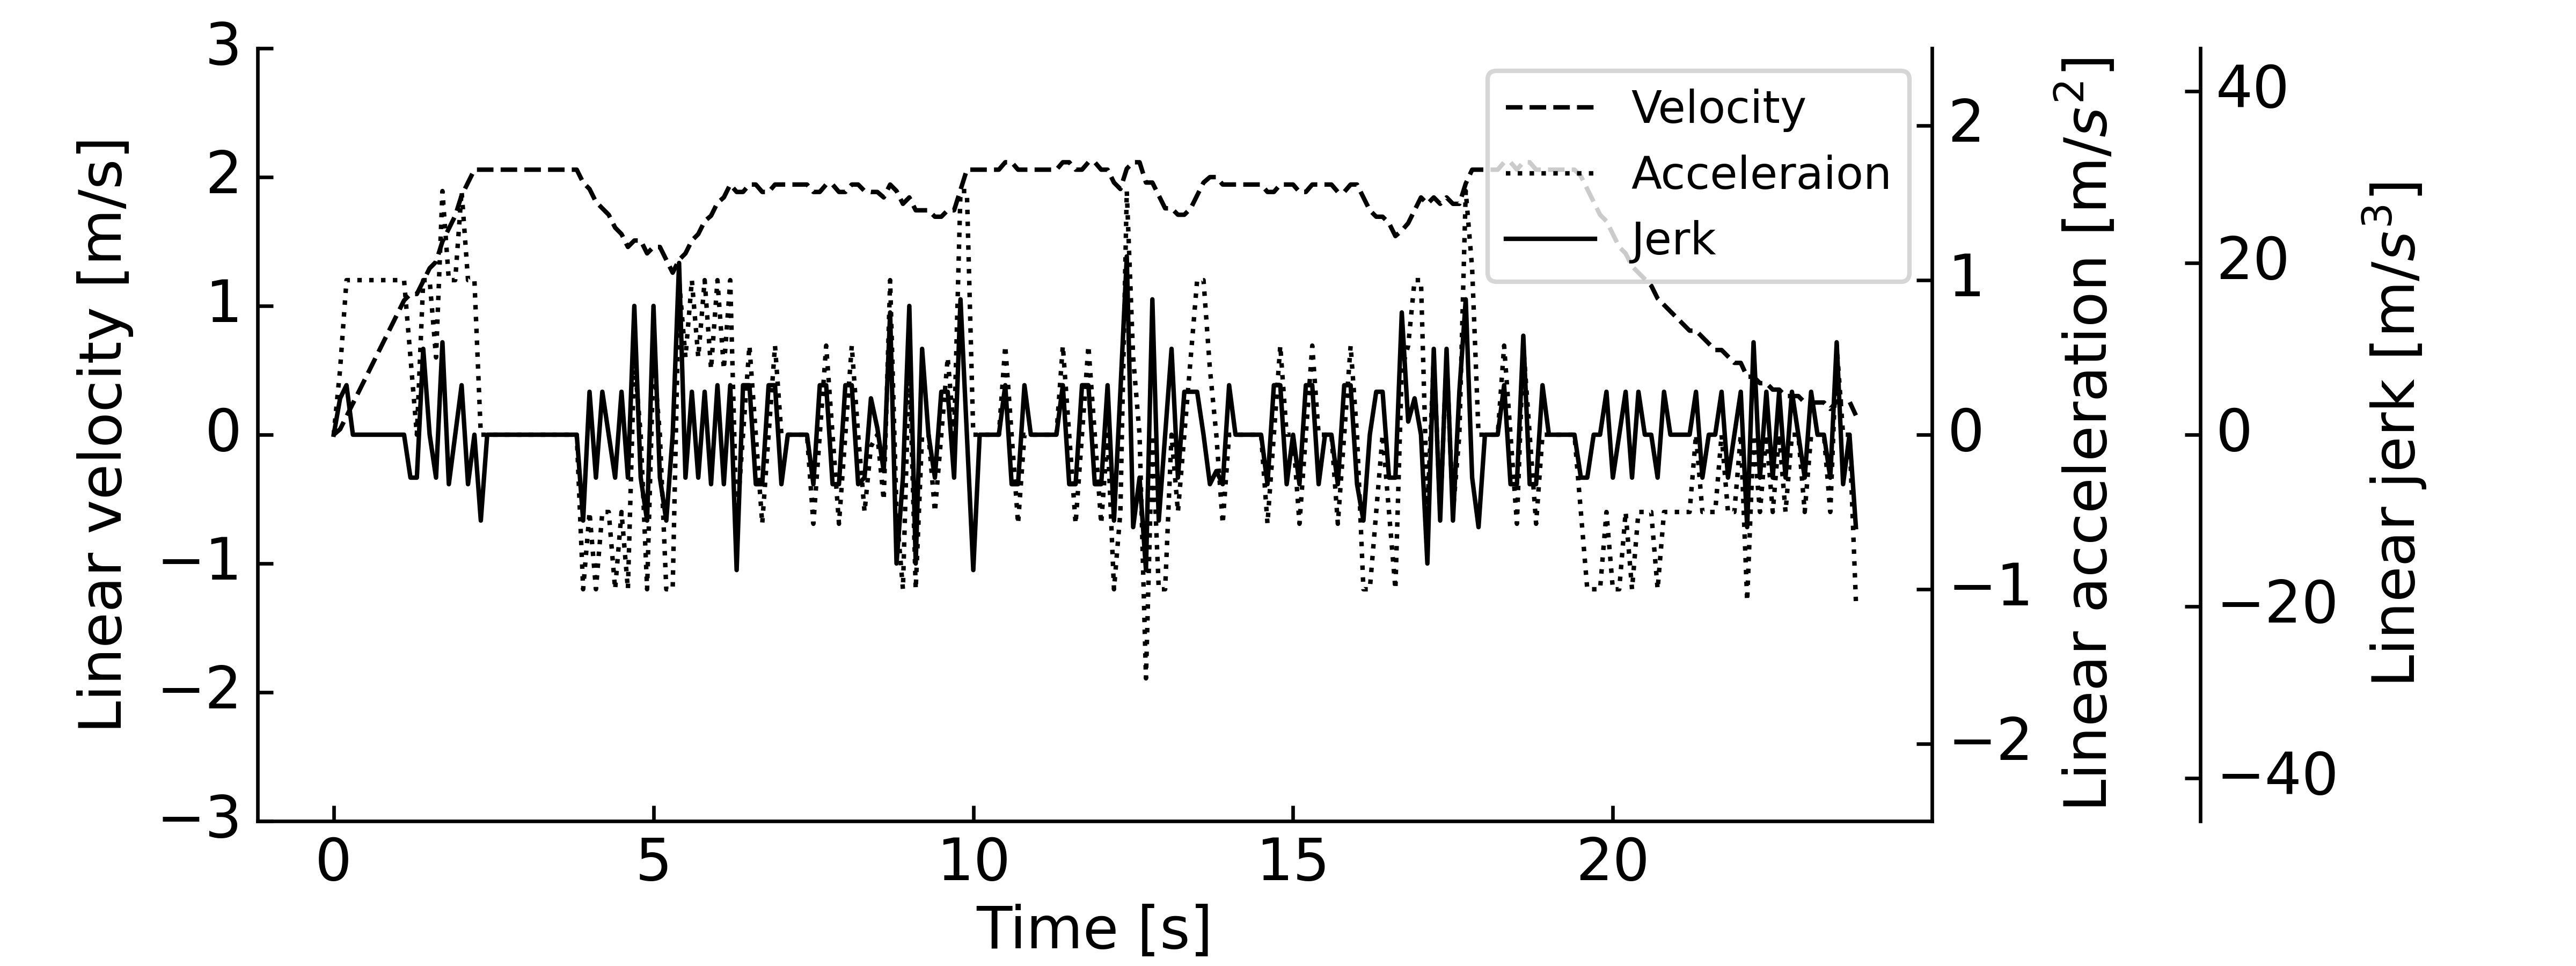 Linear velocity [m/s]
3
2
1
0
−1
−2
−3
0 5 10 15 20
Time [s]
Velocity
Acceleraion
Jerk
2
1
0
−1
−2
Linear acceleration [m/s²]
40
20
0
−20
−40
Linear jerk [m/s³]